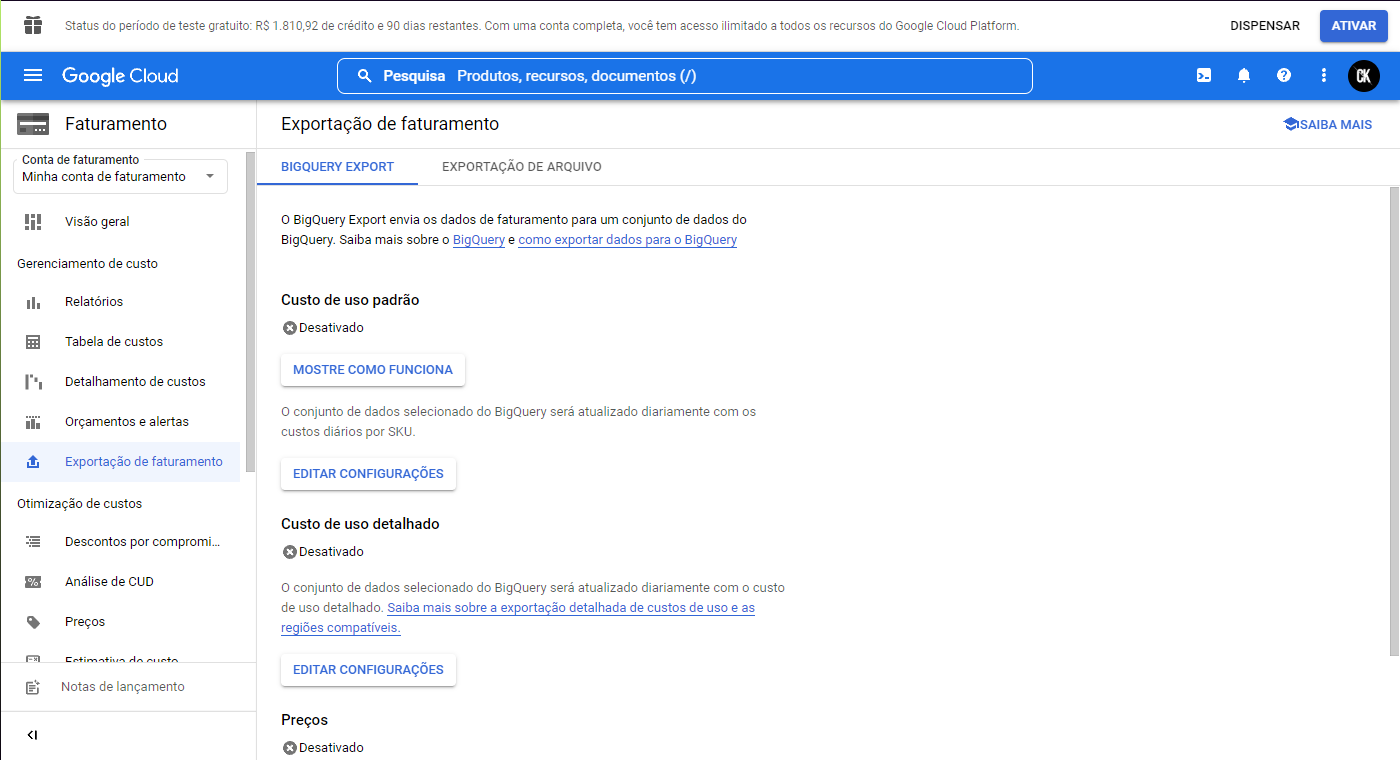 Status do período de teste gratuito: R$ 1.810,92 de crédito e 90 dias restantes. Com uma conta completa, você tem acesso ilimitado a todos os recursos do Google Cloud Platform.
DISPENSAR
ATIVAR
Google Cloud
Pesquisa Produtos, recursos, documentos (/)
CK
Faturamento
Conta de faturamento
Minha conta de faturamento
Visão geral
Gerenciamento de custo
Relatórios
Tabela de custos
Detalhamento de custos
Orçamentos e alertas
Exportação de faturamento
Otimização de custos
Descontos por compromi...
Análise de CUD
Preços
Estimativa de custo
Notas de lançamento
Exportação de faturamento
SAIBA MAIS
BIGQUERY EXPORT
EXPORTAÇÃO DE ARQUIVO
O BigQuery Export envia os dados de faturamento para um conjunto de dados do
BigQuery. Saiba mais sobre o BigQuery e como exportar dados para o BigQuery
Custo de uso padrão
Desativado
MOSTRE COMO FUNCIONA
O conjunto de dados selecionado do BigQuery será atualizado diariamente com os
custos diários por SKU.
EDITAR CONFIGURAÇÕES
Custo de uso detalhado
Desativado
O conjunto de dados selecionado do BigQuery será atualizado diariamente com o custo
de uso detalhado. Saiba mais sobre a exportação detalhada de custos de uso e as
regiões compatíveis.
EDITAR CONFIGURAÇÕES
Preços
Desativado